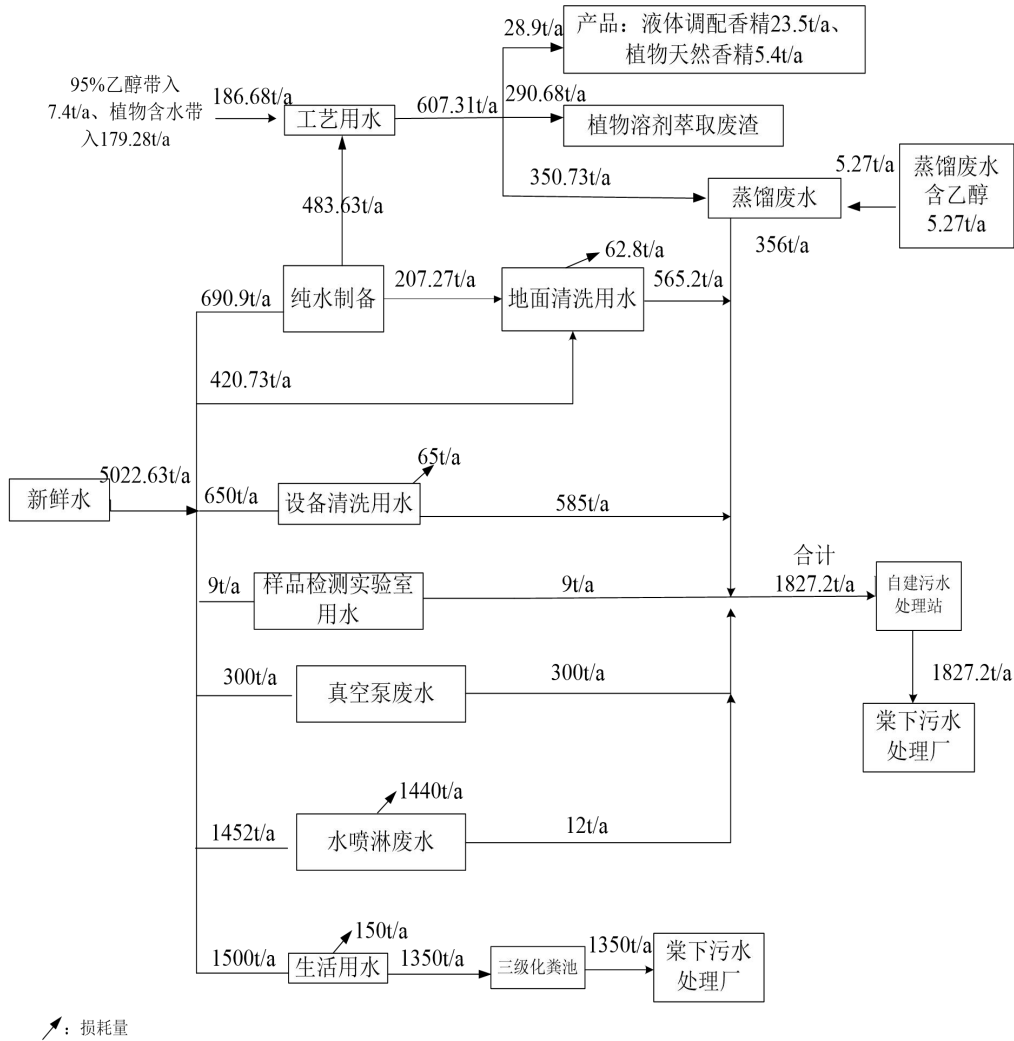 28.9t/a
产品：液体调配香精23.5t/a、
植物天然香精5.4t/a
95%乙醇带入
7.4t/a、植物含水带
入179.28t/a
186.68t/a
工艺用水
607.31t/a
290.68t/a
植物溶剂萃取废渣
350.73t/a
蒸馏废水
5.27t/a
蒸馏废水
含乙醇
5.27t/a
483.63t/a
356t/a
690.9t/a
纯水制备
207.27t/a
62.8t/a
地面清洗用水
565.2t/a
420.73t/a
新鲜水
5022.63t/a
65t/a
650t/a
设备清洗用水
585t/a
9t/a
样品检测实验室
用水
9t/a
合计
1827.2t/a
自建污水
处理站
300t/a
真空泵废水
300t/a
1827.2t/a
棠下污水
处理厂
1440t/a
1452t/a
水喷淋废水
12t/a
150t/a
1500t/a
生活用水
1350t/a
三级化粪池
1350t/a
棠下污水
处理厂
：损耗量